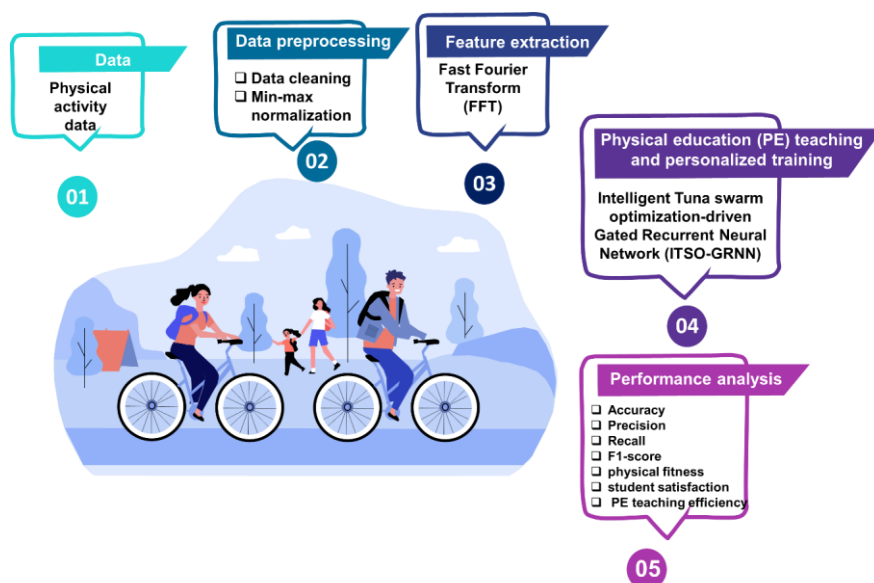 Data
Physical
activity
data
01
Data preprocessing
❑ Data cleaning
❑ Min-max
normalization
02
Feature extraction
Fast Fourier
Transform
(FFT)
03
Physical education (PE) teaching
and personalized training
Intelligent Tuna swarm
optimization-driven
Gated Recurrent Neural
Network (ITSO-GRNN)
04
Performance analysis
❑ Accuracy
❑ Precision
❑ Recall
❑ F1-score
❑ physical fitness
❑ student satisfaction
❑ PE teaching efficiency
05